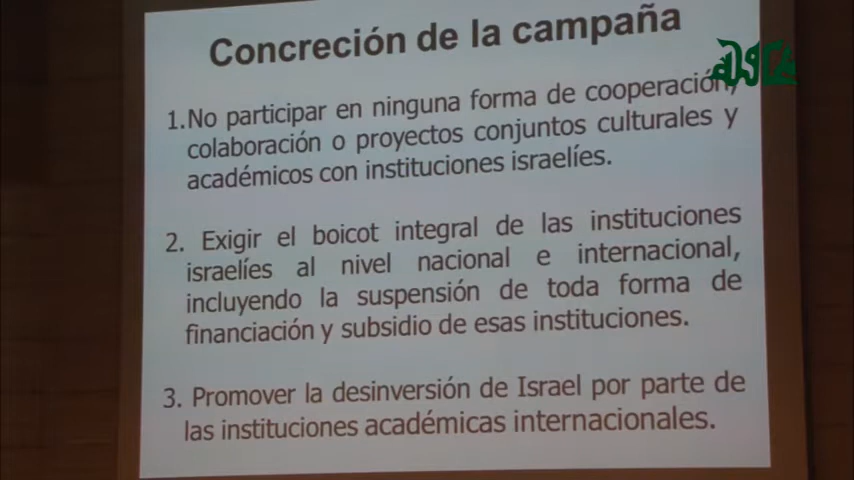 Concreción de la campaña
1.No participar en ninguna forma de cooperación,
colaboración o proyectos conjuntos culturales y
académicos con instituciones israelíes.
2. Exigir el boicot integral de las instituciones
israelíes al nivel nacional e internacional,
incluyendo la suspensión de toda forma de
financiación y subsidio de esas instituciones.
3. Promover la desinversión de Israel por parte de
las instituciones académicas internacionales.